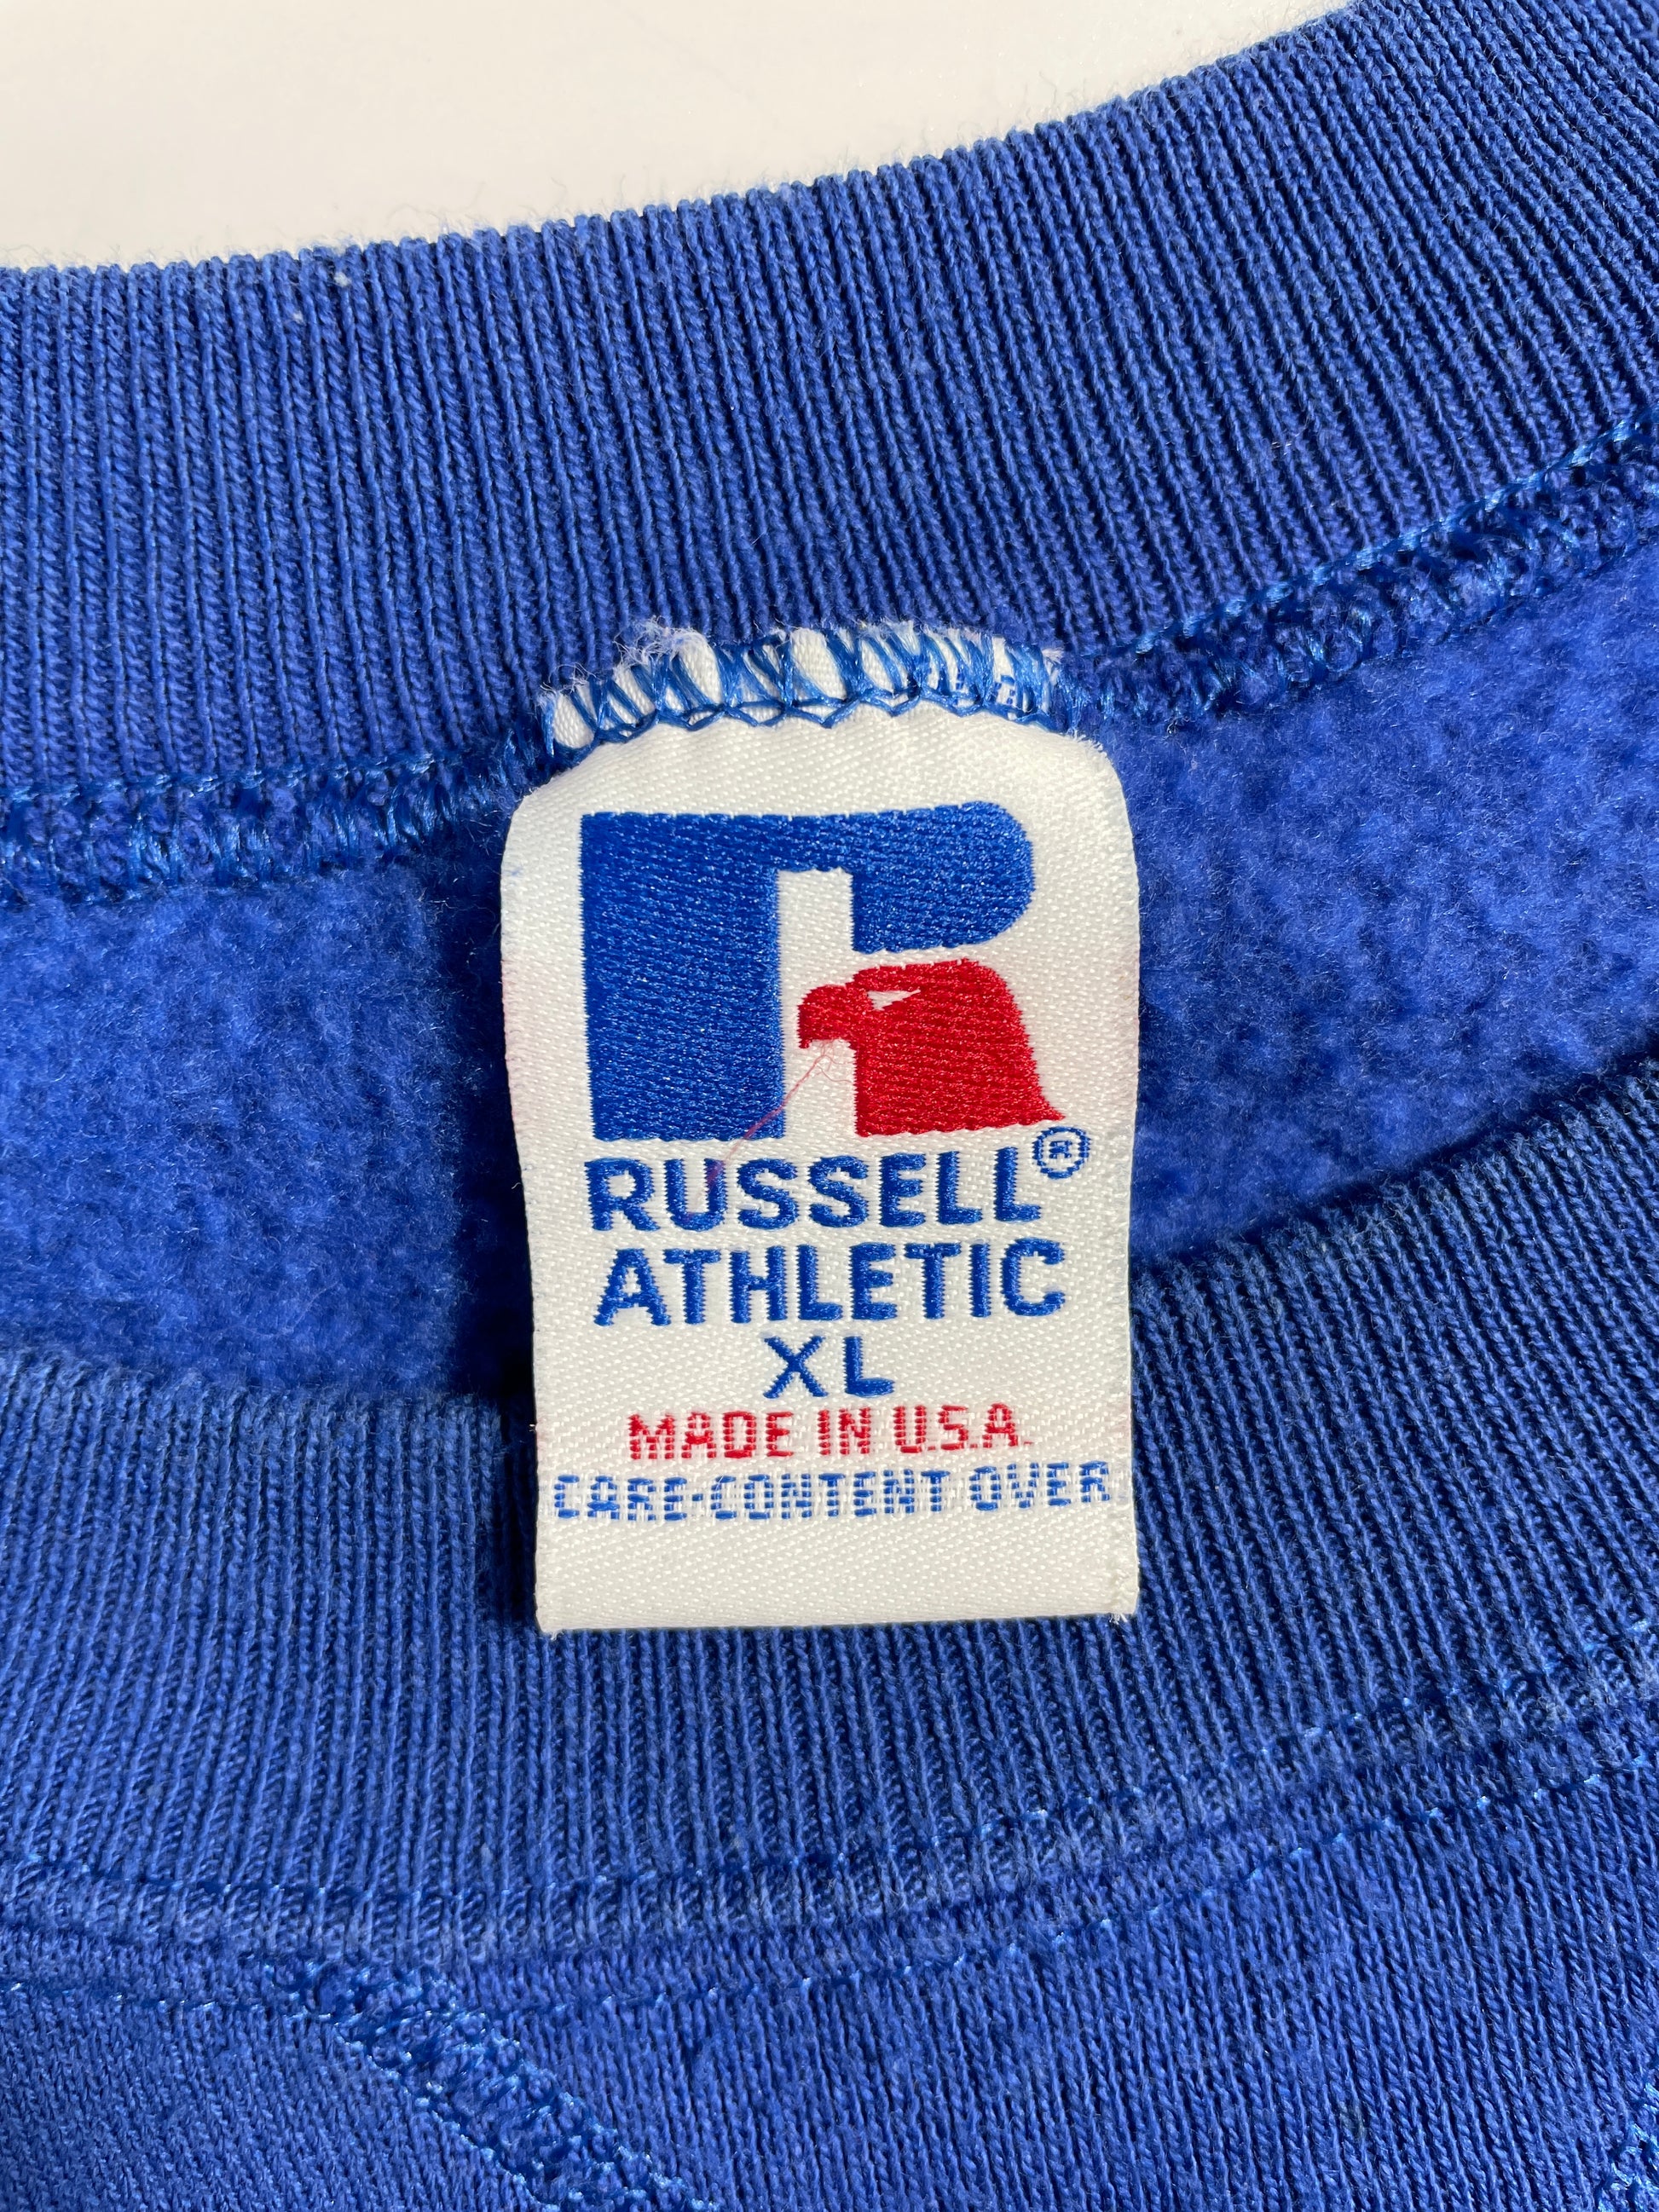 RUSSELL®
ATHLETIC
XL
MADE IN U.S.A.
CARE-CONTENT OVER